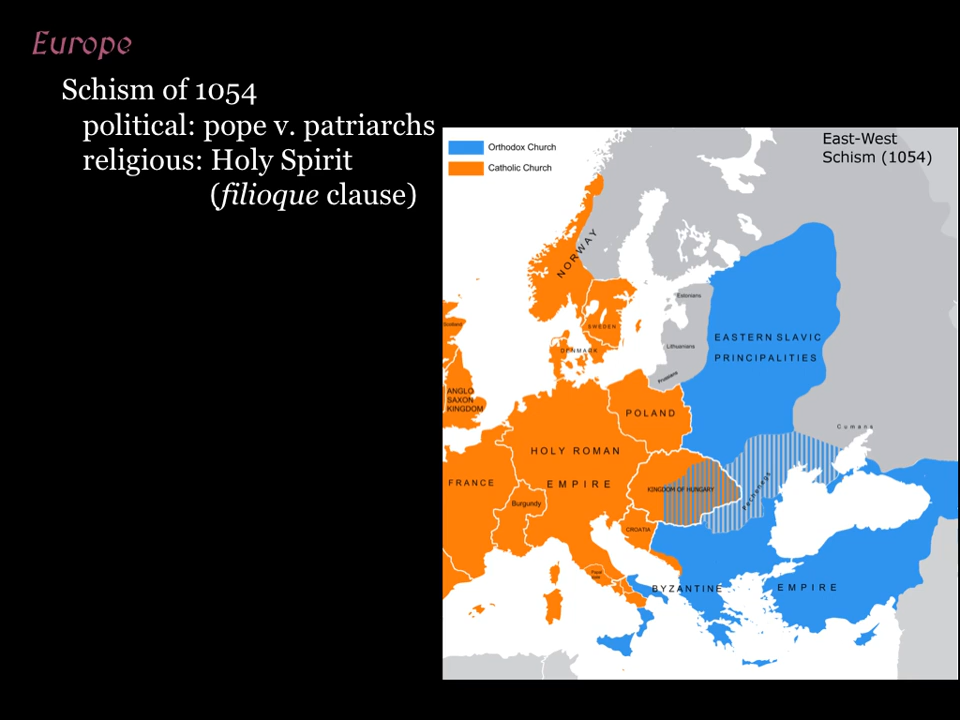 Europe
Schism of 1054
political: pope v. patriarchs
religious: Holy Spirit
(filioque clause)
Orthodox Church
Catholic Church
East-West
Schism (1054)
NORWAY
SWEDEN
DENMARK
Estonians
Lithuanians
Prussians
Scotland
ANGLO
SAXON
KINGDOM
EASTERN SLAVIC
PRINCIPALITIES
POLAND
Cumans
HOLY ROMAN
EMPIRE
FRANCE
Burgundy
KINGDOM OF HUNGARY
Pechenegs
CROATIA
BYZANTINE
EMPIRE